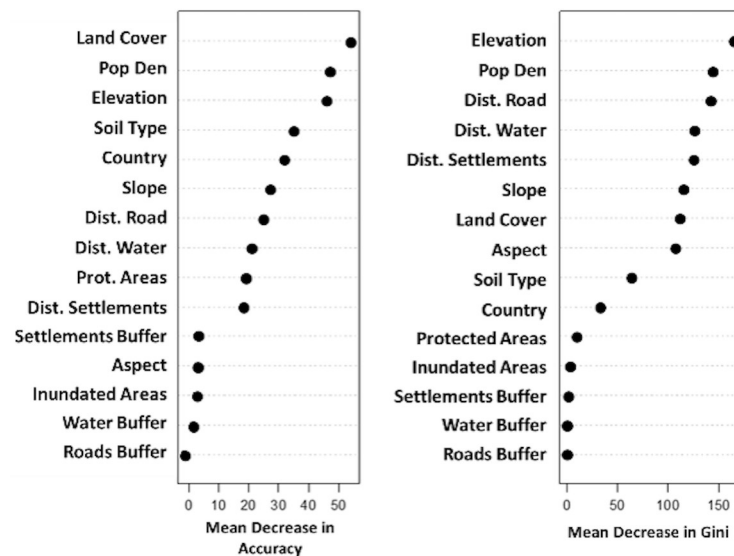 Land Cover
Pop Den
Elevation
Soil Type
Country
Slope
Dist. Road
Dist. Water
Prot. Areas
Dist. Settlements
Settlements Buffer
Aspect
Inundated Areas
Water Buffer
Roads Buffer
0 10 20 30 40 50
Mean Decrease in
Accuracy
Elevation
Pop Den
Dist. Road
Dist. Water
Dist. Settlements
Slope
Land Cover
Aspect
Soil Type
Country
Protected Areas
Inundated Areas
Settlements Buffer
Water Buffer
Roads Buffer
0 50 100 150
Mean Decrease in Gini